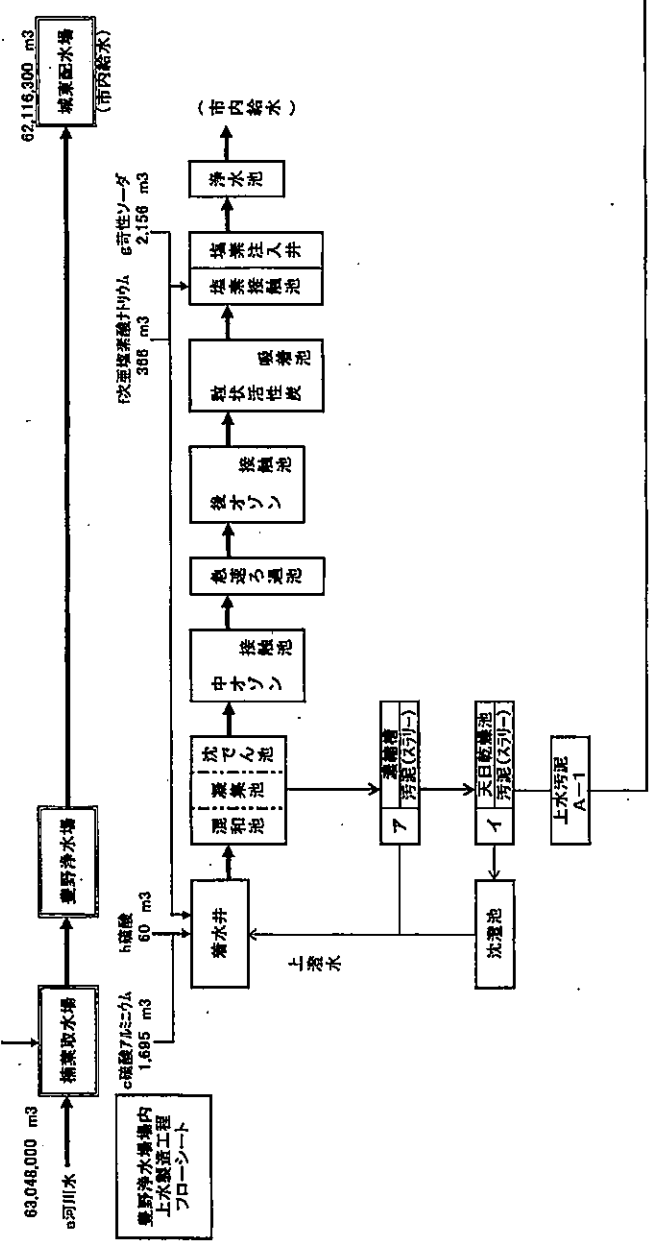 63,048,000 m3
a河川水
楠葉取水場
豊野浄水場
62,116,300 m3
城東配水場
(市内給水)
豊野浄水場場内
上水製造工程
フローシート
c硫酸アルミニウム
1,695 m3
h硫酸
60 m3
f次亜塩素酸ナトリウム
366 m3
g苛性ソーダ
2,156 m3
着水井
混和池
凝集池
沈でん池
中オゾン
接触池
急速ろ過池
後オゾン
接触池
粒状活性炭
吸着池
塩素接触池
塩素注入井
浄水池
(市内給水)
上澄水
ア
濃縮槽
汚泥(スラリー)
イ
天日乾燥池
汚泥(スラリー)
沈澄池
上水汚泥
A-1